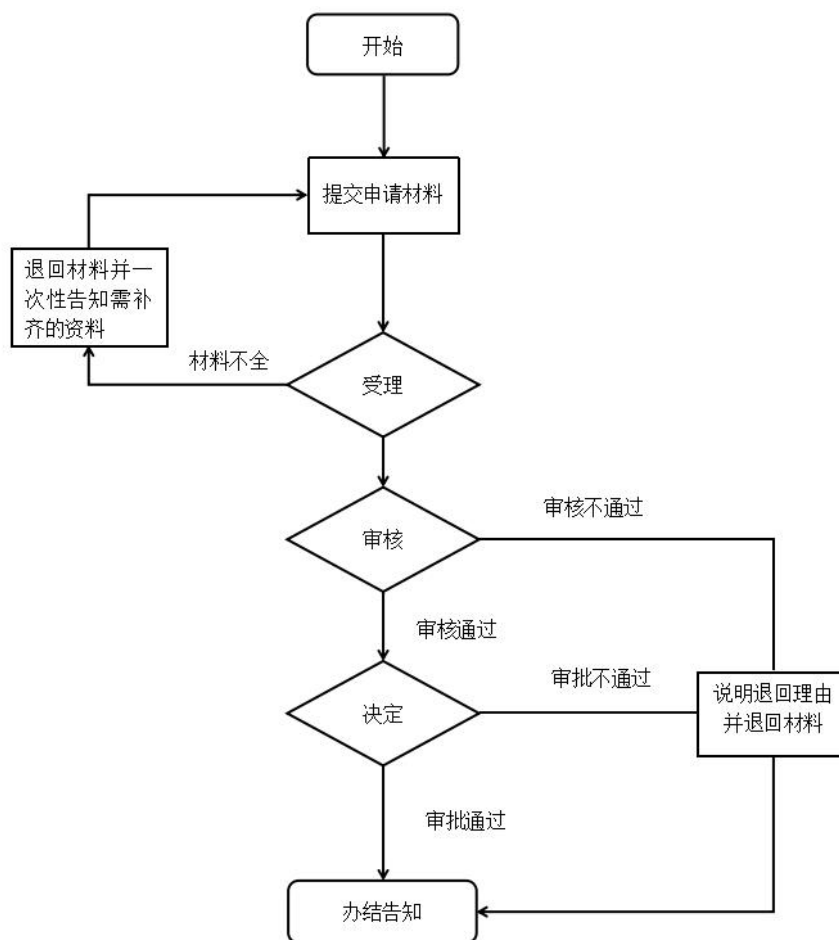 开始
提交申请材料
退回材料并一
次性告知需补
齐的资料
材料不全
受理
审核不通过
审核
审核通过
审批不通过
说明退回理由
并退回材料
决定
审批通过
办结告知